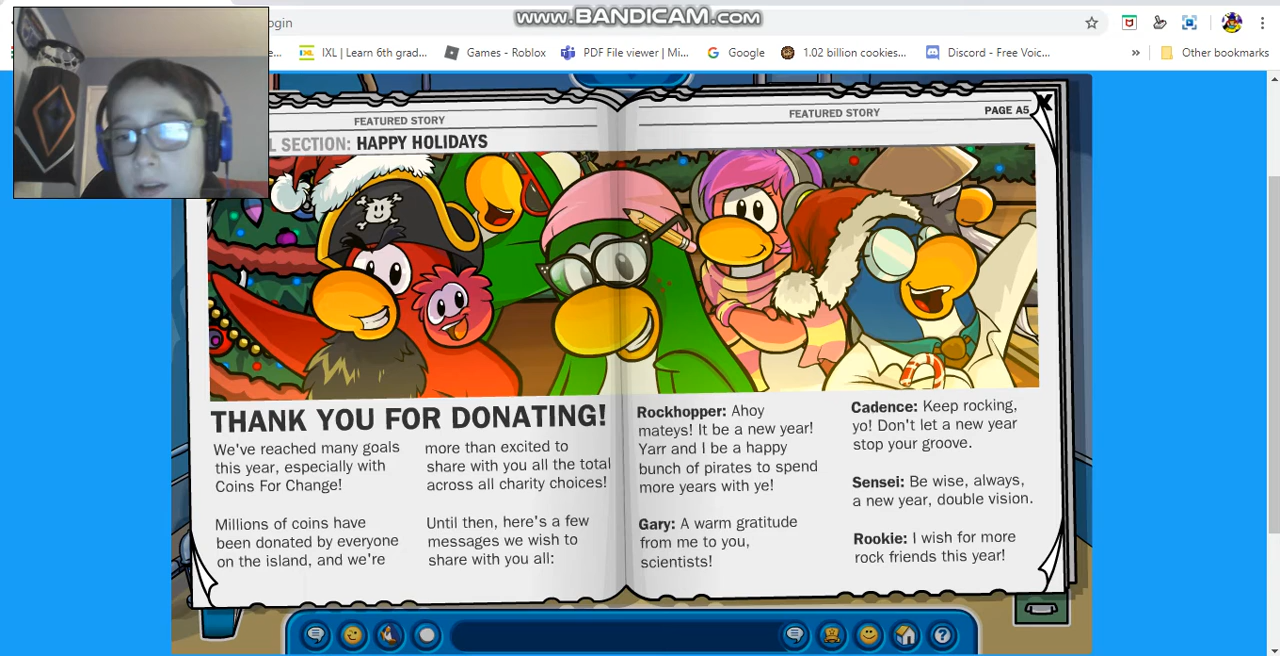 www.BANDICAM.com
ogin
e...
IXL | Learn 6th grad...
Games - Roblox
PDF File viewer | Mi...
Google
1.02 billion cookies...
Discord - Free Voic...
»
Other bookmarks
FEATURED STORY
FEATURED STORY
PAGE A5
X
L SECTION: HAPPY HOLIDAYS
THANK YOU FOR DONATING!
We've reached many goals
this year, especially with
Coins For Change!
Millions of coins have
been donated by everyone
on the island, and we're
more than excited to
share with you all the total
across all charity choices!
Until then, here's a few
messages we wish to
share with you all:
Rockhopper: Ahoy
mateys! It be a new year!
Yarr and I be a happy
bunch of pirates to spend
more years with ye!
Gary: A warm gratitude
from me to you,
scientists!
Cadence: Keep rocking,
yo! Don't let a new year
stop your groove.
Sensei: Be wise, always,
a new year, double vision.
Rookie: I wish for more
rock friends this year!
?